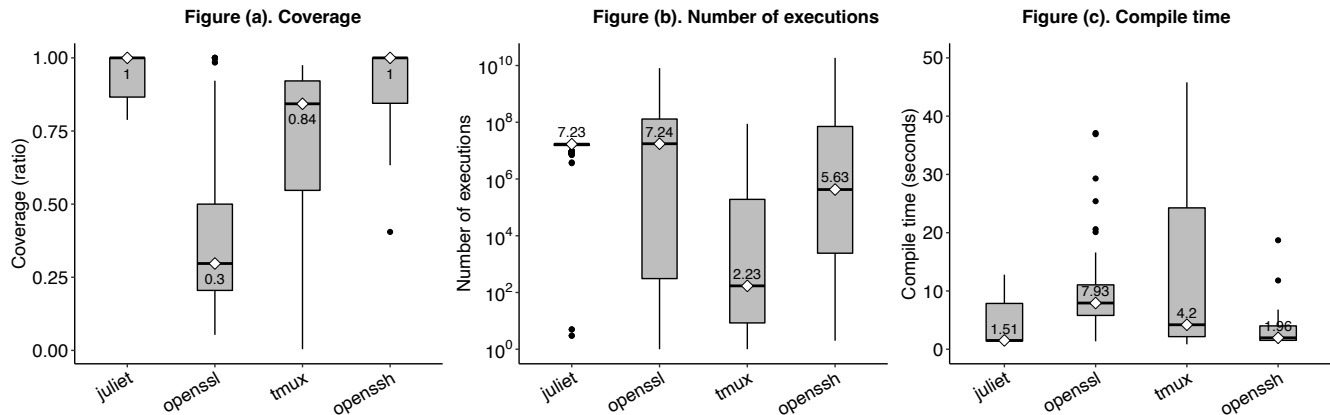 Figure (a). Coverage
Coverage (ratio)
1.00
0.75
0.50
0.25
0.00
1
0.3
0.84
1
juliet
openssl
tmux
openssh
Figure (b). Number of executions
Number of executions
10^10
10^8
10^6
10^4
10^2
10^0
7.23
7.24
2.23
5.63
juliet
openssl
tmux
openssh
Figure (c). Compile time
Compile time (seconds)
50
40
30
20
10
0
1.51
7.93
4.2
1.96
juliet
openssl
tmux
openssh